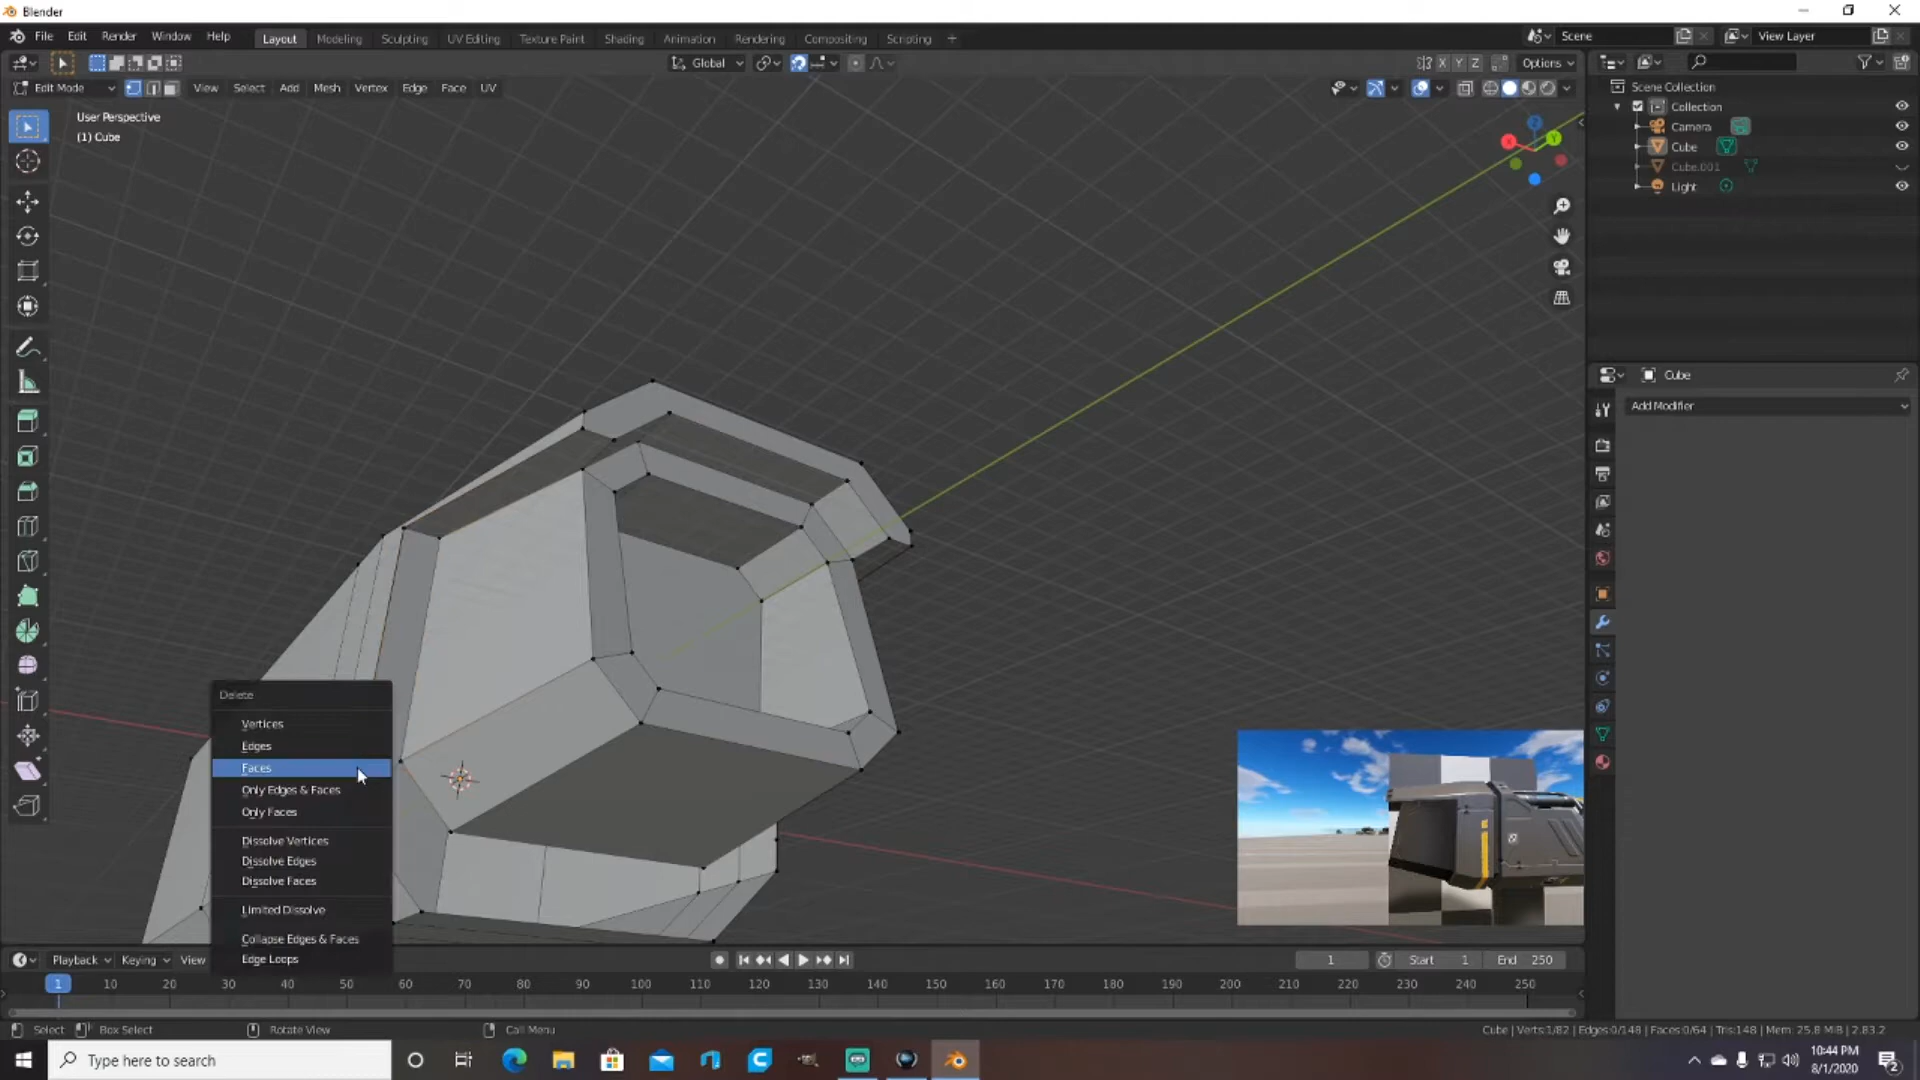 Blender
File Edit Render Window Help Layout Modeling Sculpting UV Editing Texture Paint Shading Animation Rendering Compositing Scripting + Scene View Layer
Global X Y Z Options
Edit Mode View Select Add Mesh Vertex Edge Face UV
User Perspective
(1) Cube
Scene Collection
Collection
Camera
Cube
Cube.001
Light
X Y Z
Cube
Add Modifier
Delete
Vertices
Edges
Faces
Only Edges & Faces
Only Faces
Dissolve Vertices
Dissolve Edges
Dissolve Faces
Limited Dissolve
Collapse Edges & Faces
Edge Loops
Playback Keying View 1 Start 1 End 250
1 10 20 30 40 50 60 70 80 90 100 110 120 130 140 150 160 170 180 190 200 210 220 230 240 250
Select Box Select Rotate View Call Menu Cube | Verts:1/82 | Edges:0/148 | Faces:0/64 | Tris:148 | Mem: 25.8 MiB | 2.83.2
Type here to search
10:44 PM
8/1/2020
2